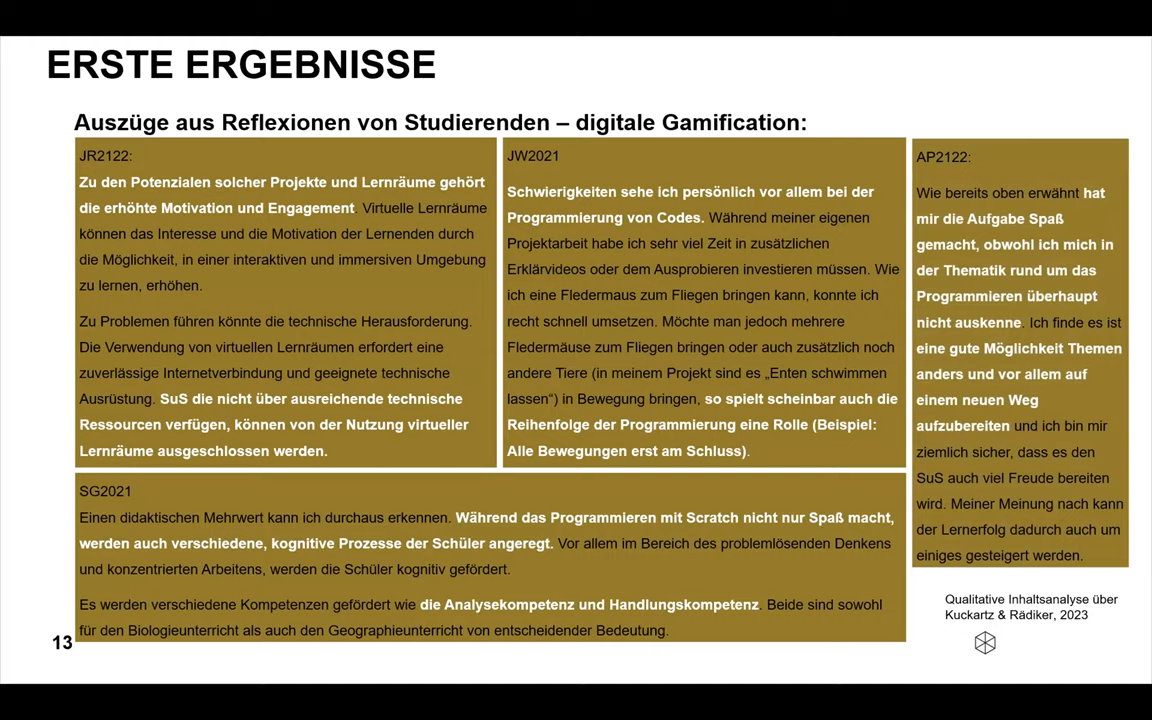 ERSTE ERGEBNISSE
Auszüge aus Reflexionen von Studierenden – digitale Gamification:
JR2122:
Zu den Potenzialen solcher Projekte und Lernräume gehört
die erhöhte Motivation und Engagement. Virtuelle Lernräume
können das Interesse und die Motivation der Lernenden durch
die Möglichkeit, in einer interaktiven und immersiven Umgebung
zu lernen, erhöhen.
Zu Problemen führen könnte die technische Herausforderung.
Die Verwendung von virtuellen Lernräumen erfordert eine
zuverlässige Internetverbindung und geeignete technische
Ausrüstung. SuS die nicht über ausreichende technische
Ressourcen verfügen, können von der Nutzung virtueller
Lernräume ausgeschlossen werden.
JW2021
Schwierigkeiten sehe ich persönlich vor allem bei der
Programmierung von Codes. Während meiner eigenen
Projektarbeit habe ich sehr viel Zeit in zusätzlichen
Erklärvideos oder dem Ausprobieren investieren müssen. Wie
ich eine Fledermaus zum Fliegen bringen kann, konnte ich
recht schnell umsetzen. Möchte man jedoch mehrere
Fledermäuse zum Fliegen bringen oder auch zusätzlich noch
andere Tiere (in meinem Projekt sind es „Enten schwimmen
lassen“) in Bewegung bringen, so spielt scheinbar auch die
Reihenfolge der Programmierung eine Rolle (Beispiel:
Alle Bewegungen erst am Schluss).
AP2122:
Wie bereits oben erwähnt hat
mir die Aufgabe Spaß
gemacht, obwohl ich mich in
der Thematik rund um das
Programmieren überhaupt
nicht auskenne. Ich finde es ist
eine gute Möglichkeit Themen
anders und vor allem auf
einem neuen Weg
aufzubereiten und ich bin mir
ziemlich sicher, dass es den
SuS auch viel Freude bereiten
wird. Meiner Meinung nach kann
der Lernerfolg dadurch auch um
einiges gesteigert werden.
SG2021
Einen didaktischen Mehrwert kann ich durchaus erkennen. Während das Programmieren mit Scratch nicht nur Spaß macht,
werden auch verschiedene, kognitive Prozesse der Schüler angeregt. Vor allem im Bereich des problemlösenden Denkens
und konzentrierten Arbeitens, werden die Schüler kognitiv gefördert.
Es werden verschiedene Kompetenzen gefördert wie die Analysekompetenz und Handlungskompetenz. Beide sind sowohl
für den Biologieunterricht als auch den Geographieunterricht von entscheidender Bedeutung.
Qualitative Inhaltsanalyse über
Kuckartz & Rädiker, 2023
13